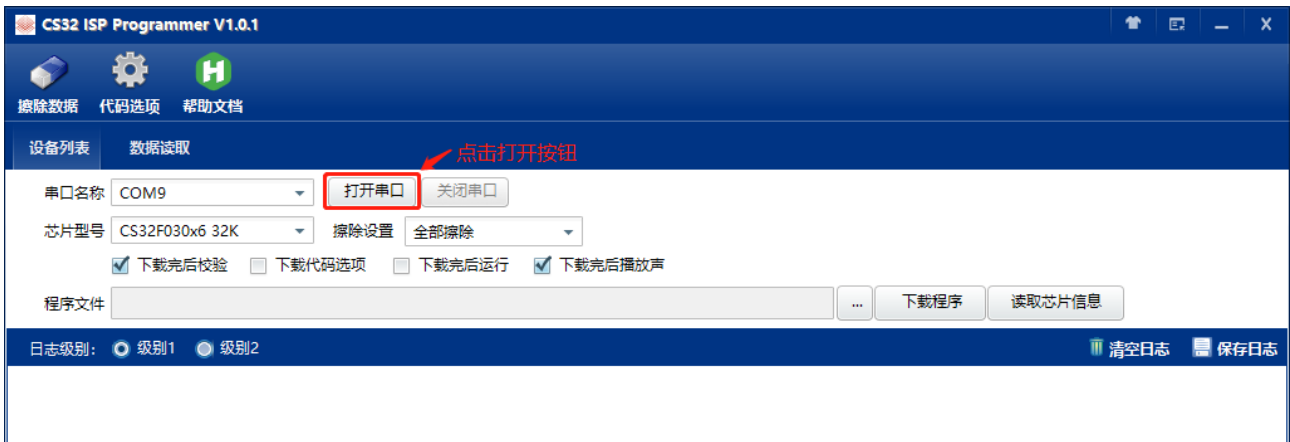 CS32 ISP Programmer V1.0.1
擦除数据 代码选项 帮助文档
设备列表 数据读取
点击打开按钮
串口名称 COM9 打开串口 关闭串口
芯片型号 CS32F030x6 32K 擦除设置 全部擦除
下载完后校验 下载代码选项 下载完后运行 下载完后播放声
程序文件 ... 下载程序 读取芯片信息
日志级别: 级别1 级别2 清空日志 保存日志